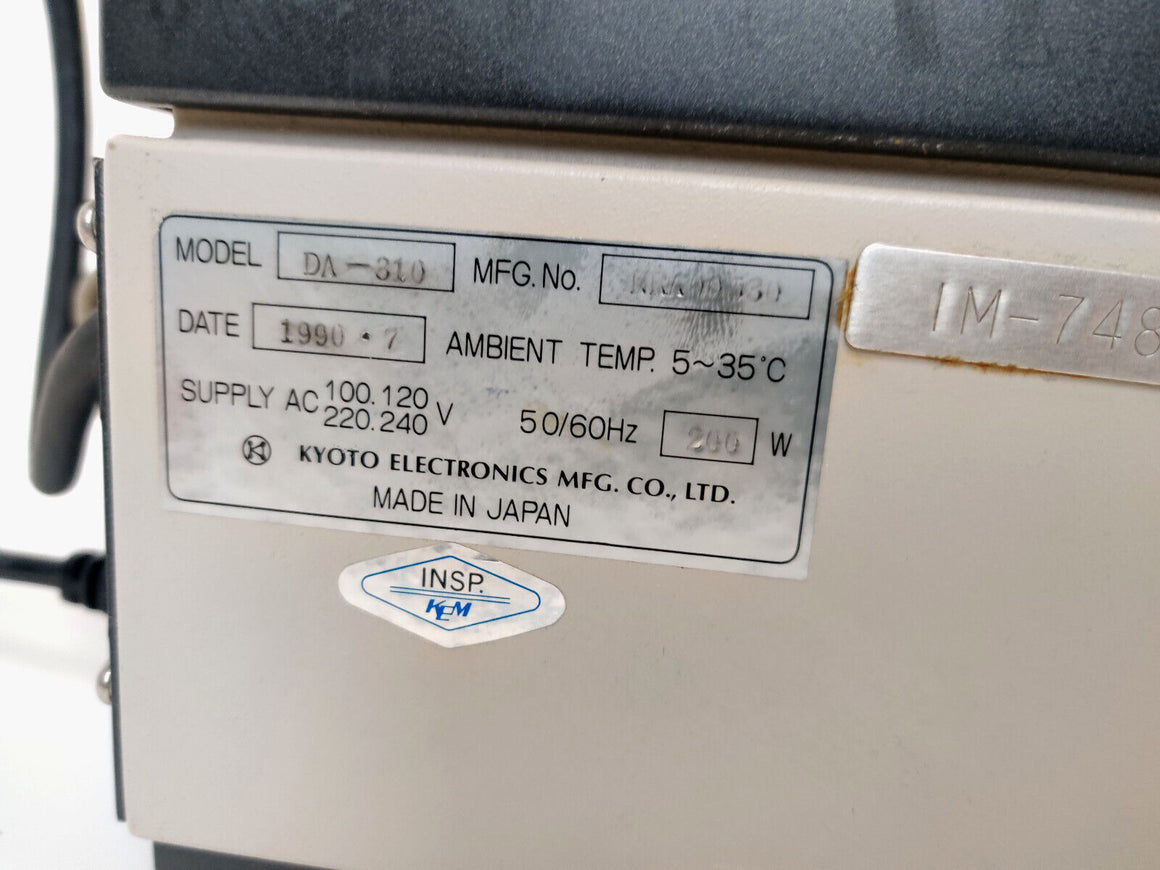 MODEL DA-310 MFG. No.
DATE 1990・7 AMBIENT TEMP. 5~35°C
SUPPLY AC 100.120 220.240 V 50/60Hz 200 W
KYOTO ELECTRONICS MFG. CO., LTD.
MADE IN JAPAN
IM-748
INSP.
KEM